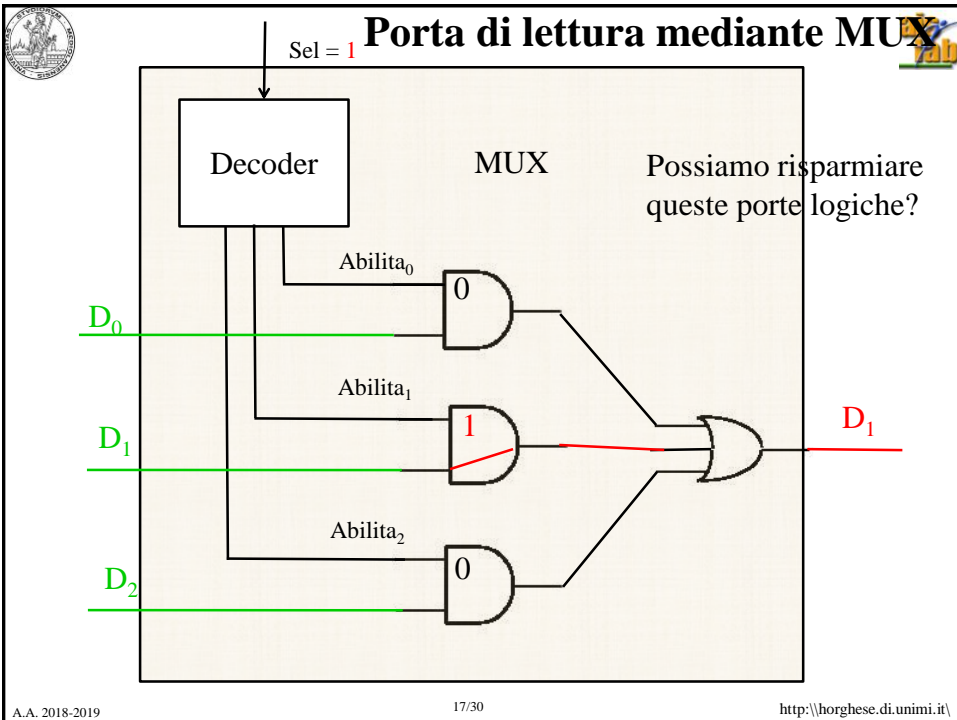 Porta di lettura mediante MUX
Sel = 1
Decoder
MUX
Possiamo risparmiare
queste porte logiche?
Abilita₀
0
D₀
Abilita₁
1
D₁
D₁
Abilita₂
0
D₂
A.A. 2018-2019
17/30
http:\\horghese.di.unimi.it\